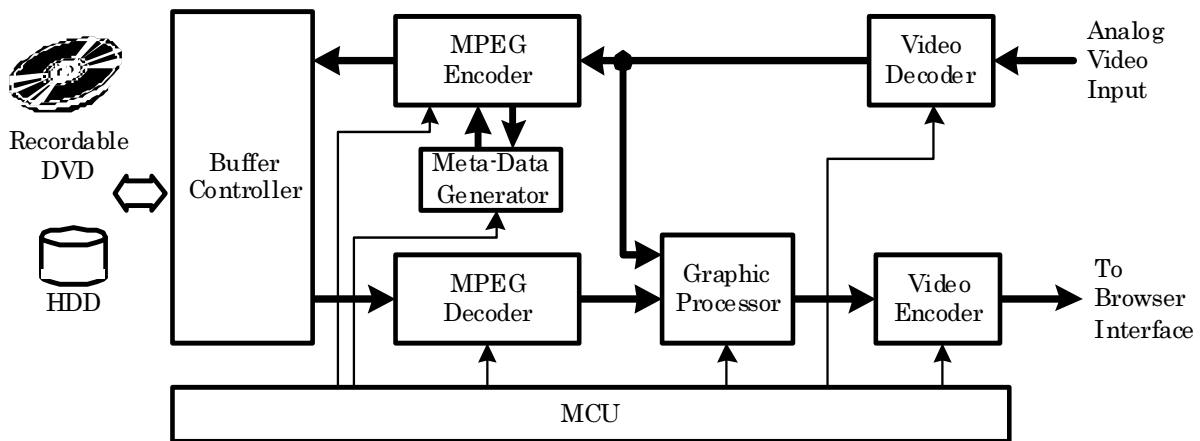 Recordable
DVD
HDD
Buffer
Controller
MPEG
Encoder
Meta-Data
Generator
MPEG
Decoder
Graphic
Processor
Video
Decoder
Analog
Video
Input
Video
Encoder
To
Browser
Interface
MCU